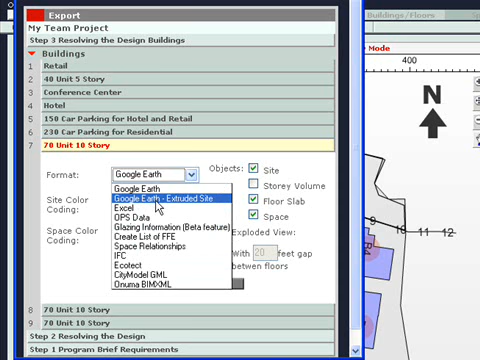 Export
Buildings/Floors
My Team Project
Step 3 Resolving the Design Buildings
Mode
Buildings
400
1 Retail
2 40 Unit 5 Story
3 Conference Center
4 Hotel
N
5 150 Car Parking for Hotel and Retail
6 230 Car Parking for Residential
7 70 Unit 10 Story
Format:
Google Earth
Objects:
Site
Storey Volume
Floor Slab
Space
Google Earth
Google Earth - Extruded Site
Excel
OPS Data
Glazing Information (Beta feature)
Create List of FFE
Space Relationships
IFC
Ecotect
CityModel GML
Onuma BIMXML
Site Color
Coding:
Space Color
Coding:
Exploded View:
With 20 feet gap
betwen floors
9
10 11 12
R4
8 70 Unit 10 Story
9 70 Unit 10 Story
Step 2 Resolving the Design
Step 1 Program Brief Requirements